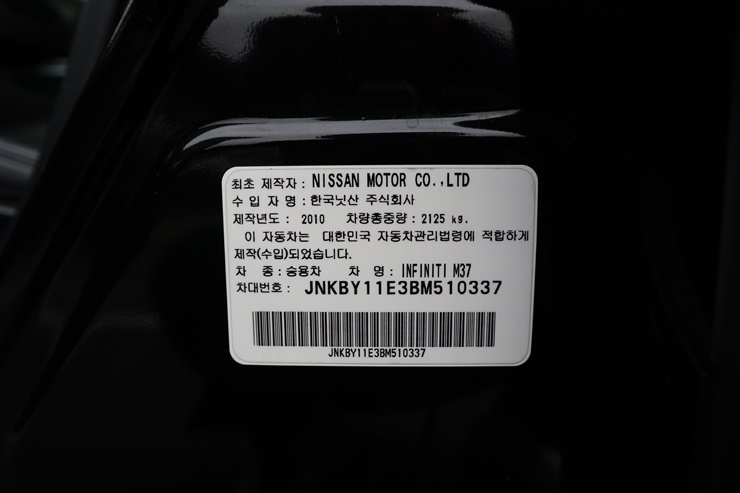 최초 제작자 : NISSAN MOTOR CO.,LTD
수 입 자 명 : 한국닛산 주식회사
제작년도 : 2010 차량총중량 : 2125 kg.
이 자동차는 대한민국 자동차관리법령에 적합하게
제작(수입)되었습니다.
차 종 : 승용차 차 명 : INFINITI M37
차대번호 : JNKBY11E3BM510337
JNKBY11E3BM510337